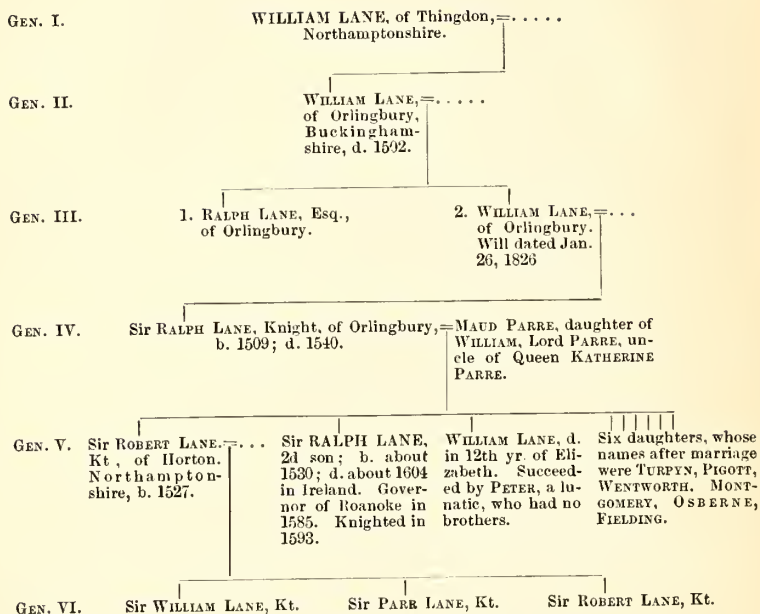 GEN. I.
WILLIAM LANE, of Thingdon,=. . . . .
Northamptonshire.
GEN. II.
WILLIAM LANE,=. . . . .
of Orlingbury,
Buckingham-
shire, d. 1502.
GEN. III.
1. RALPH LANE, Esq.,
of Orlingbury.
2. WILLIAM LANE,=. . .
of Orlingbury.
Will dated Jan.
26, 1826
GEN. IV.
Sir RALPH LANE, Knight, of Orlingbury,=MAUD PARRE, daughter of
b. 1509; d. 1540.
WILLIAM, Lord PARRE, un-
cle of Queen KATHERINE
PARRE.
GEN. V.
Sir ROBERT LANE.=. . .
Kt , of Horton.
Northampton-
shire, b. 1527.
Sir RALPH LANE,
2d son; b. about
1530; d. about 1604
in Ireland. Gover-
nor of Roanoke in
1585. Knighted in
1593.
WILLIAM LANE, d.
in 12th yr. of Eli-
zabeth. Succeed-
ed by PETER, a lu-
natic, who had no
brothers.
Six daughters, whose
names after marriage
were TURPYN, PIGOTT,
WENTWORTH. MONT-
GOMERY, OSBERNE,
FIELDING.
GEN. VI.
Sir WILLIAM LANE, Kt.
Sir PARR LANE, Kt.
Sir ROBERT LANE, Kt.